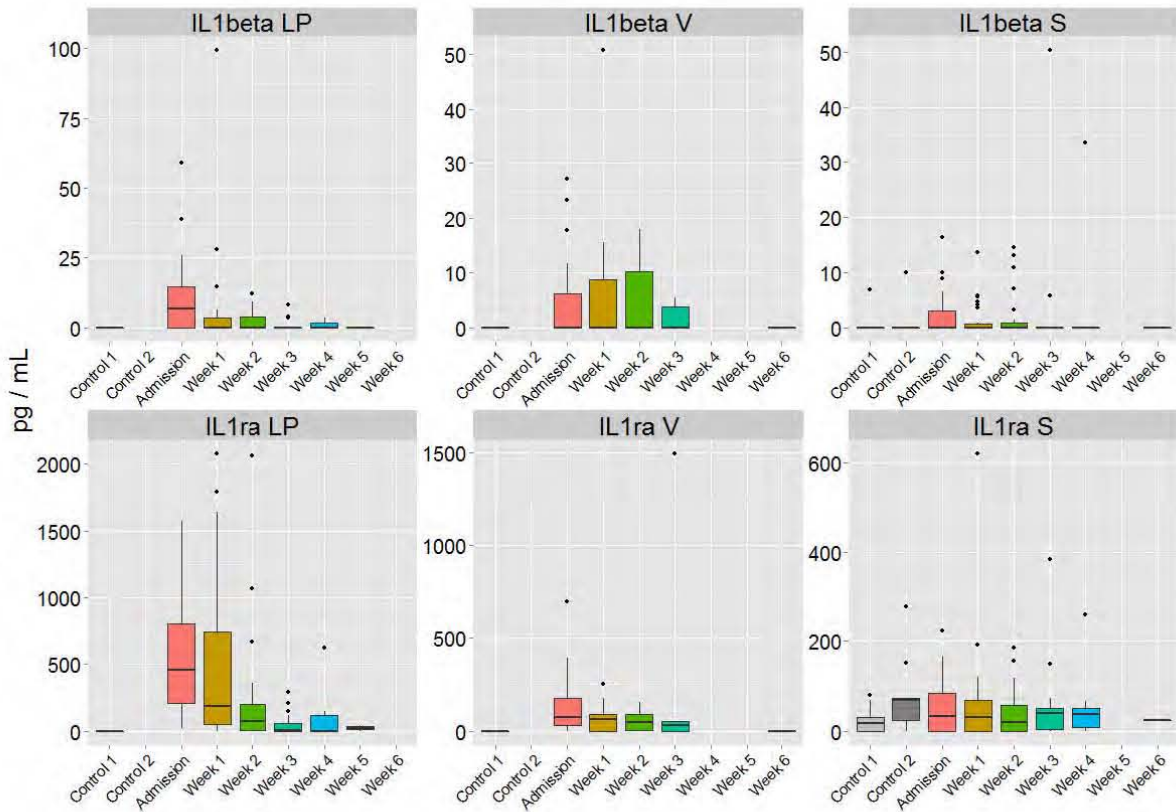 IL1beta LP
IL1beta V
IL1beta S
100
75
50
25
0
50
40
30
20
10
0
50
40
30
20
10
0
Control 1
Control 2
Admission
Week 1
Week 2
Week 3
Week 4
Week 5
Week 6
Control 1
Control 2
Admission
Week 1
Week 2
Week 3
Week 4
Week 5
Week 6
Control 1
Control 2
Admission
Week 1
Week 2
Week 3
Week 4
Week 5
Week 6
pg / mL
IL1ra LP
IL1ra V
IL1ra S
2000
1500
1000
500
0
1500
1000
500
0
600
400
200
0
Control 1
Control 2
Admission
Week 1
Week 2
Week 3
Week 4
Week 5
Week 6
Control 1
Control 2
Admission
Week 1
Week 2
Week 3
Week 4
Week 5
Week 6
Control 1
Control 2
Admission
Week 1
Week 2
Week 3
Week 4
Week 5
Week 6